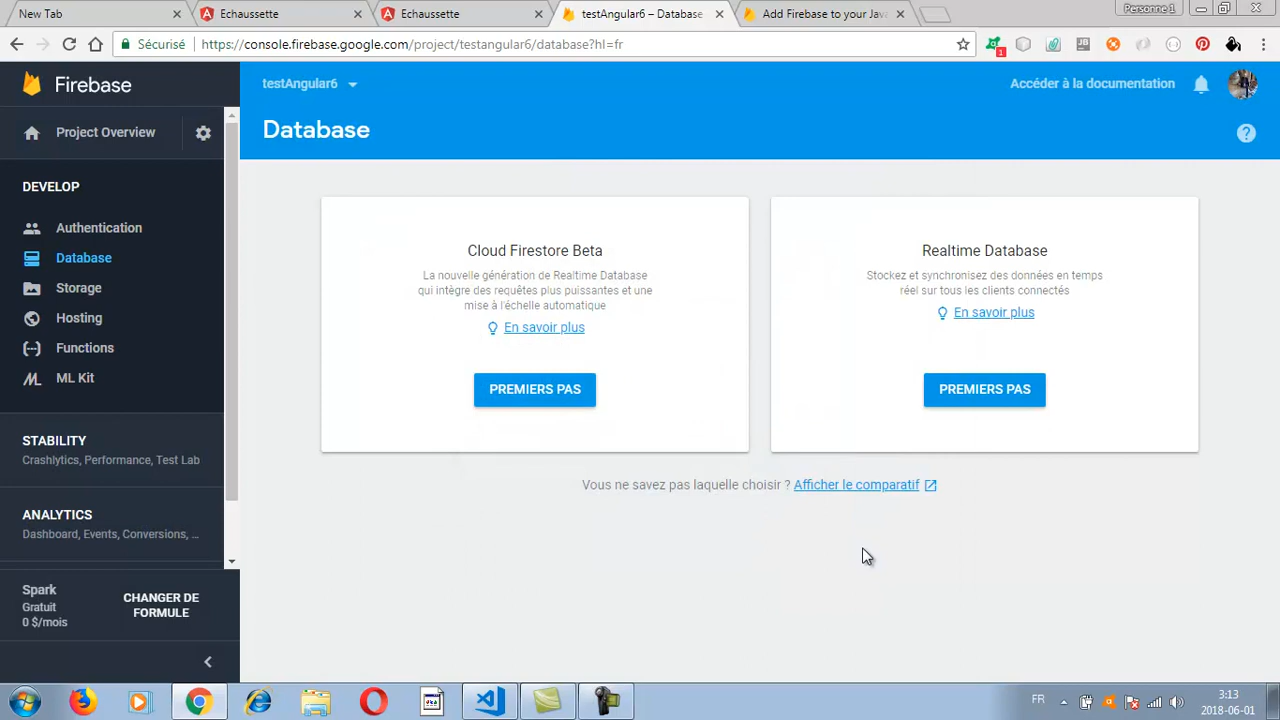 New Tab
Echaussette
Echaussette
testAngular6 – Database
Add Firebase to your Java
Personne 1
Sécurisé
https://console.firebase.google.com/project/testangular6/database?hl=fr
1
JB
Firebase
testAngular6
Accéder à la documentation
Project Overview
Database
DEVELOP
Authentication
Database
Storage
Hosting
Functions
ML Kit
STABILITY
Crashlytics, Performance, Test Lab
ANALYTICS
Dashboard, Events, Conversions, ...
Spark
Gratuit
0 $/mois
CHANGER DE
FORMULE
Cloud Firestore Beta
La nouvelle génération de Realtime Database
qui intègre des requêtes plus puissantes et une
mise à l'échelle automatique
En savoir plus
PREMIERS PAS
Realtime Database
Stockez et synchronisez des données en temps
réel sur tous les clients connectés
En savoir plus
PREMIERS PAS
Vous ne savez pas laquelle choisir ? Afficher le comparatif
FR
3:13
2018-06-01